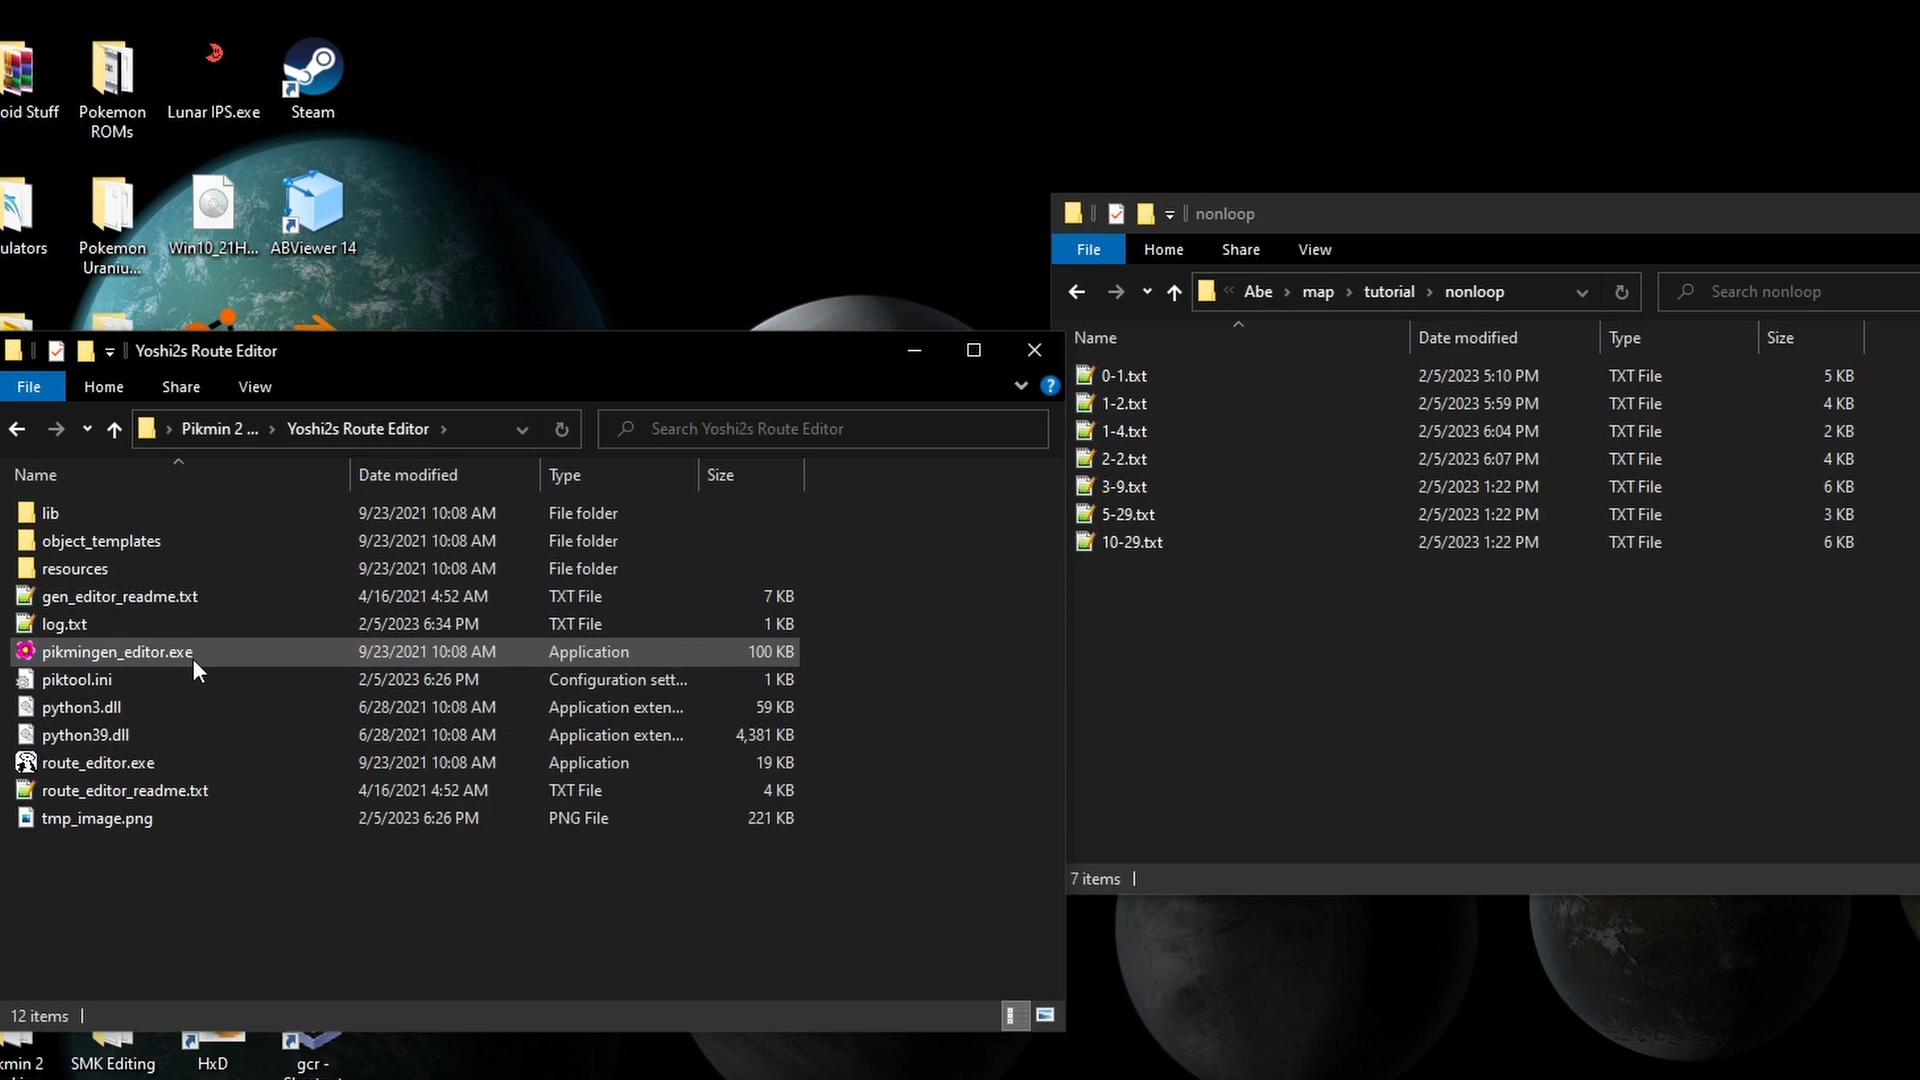 oid Stuff
Pokemon
ROMs
Lunar IPS.exe
Steam
ulators
Pokemon
Uraniu...
Win10_21H...
ABViewer 14
nonloop
File Home Share View
Abe map tutorial nonloop
Search nonloop
Name Date modified Type Size
0-1.txt 2/5/2023 5:10 PM TXT File 5 KB
1-2.txt 2/5/2023 5:59 PM TXT File 4 KB
1-4.txt 2/5/2023 6:04 PM TXT File 2 KB
2-2.txt 2/5/2023 6:07 PM TXT File 4 KB
3-9.txt 2/5/2023 1:22 PM TXT File 6 KB
5-29.txt 2/5/2023 1:22 PM TXT File 3 KB
10-29.txt 2/5/2023 1:22 PM TXT File 6 KB
7 items
Yoshi2s Route Editor
File Home Share View
Pikmin 2 ... Yoshi2s Route Editor
Search Yoshi2s Route Editor
Name Date modified Type Size
lib 9/23/2021 10:08 AM File folder
object_templates 9/23/2021 10:08 AM File folder
resources 9/23/2021 10:08 AM File folder
gen_editor_readme.txt 4/16/2021 4:52 AM TXT File 7 KB
log.txt 2/5/2023 6:34 PM TXT File 1 KB
pikmingen_editor.exe 9/23/2021 10:08 AM Application 100 KB
piktool.ini 2/5/2023 6:26 PM Configuration sett... 1 KB
python3.dll 6/28/2021 10:08 AM Application exten... 59 KB
python39.dll 6/28/2021 10:08 AM Application exten... 4,381 KB
route_editor.exe 9/23/2021 10:08 AM Application 19 KB
route_editor_readme.txt 4/16/2021 4:52 AM TXT File 4 KB
tmp_image.png 2/5/2023 6:26 PM PNG File 221 KB
12 items
kmin 2
SMK Editing
HxD
gcr -